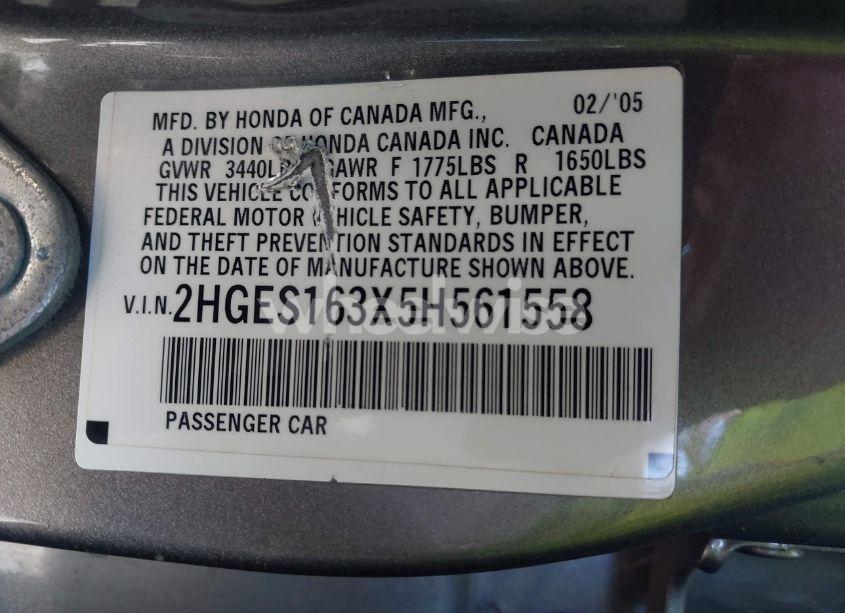 MFD. BY HONDA OF CANADA MFG., 02/'05
A DIVISION OF HONDA CANADA INC. CANADA
GVWR 3440LBS GAWR F 1775LBS R 1650LBS
THIS VEHICLE CONFORMS TO ALL APPLICABLE
FEDERAL MOTOR VEHICLE SAFETY, BUMPER,
AND THEFT PREVENTION STANDARDS IN EFFECT
ON THE DATE OF MANUFACTURE SHOWN ABOVE.
V.I.N. 2HGES163X5H561558
wheelwise
PASSENGER CAR